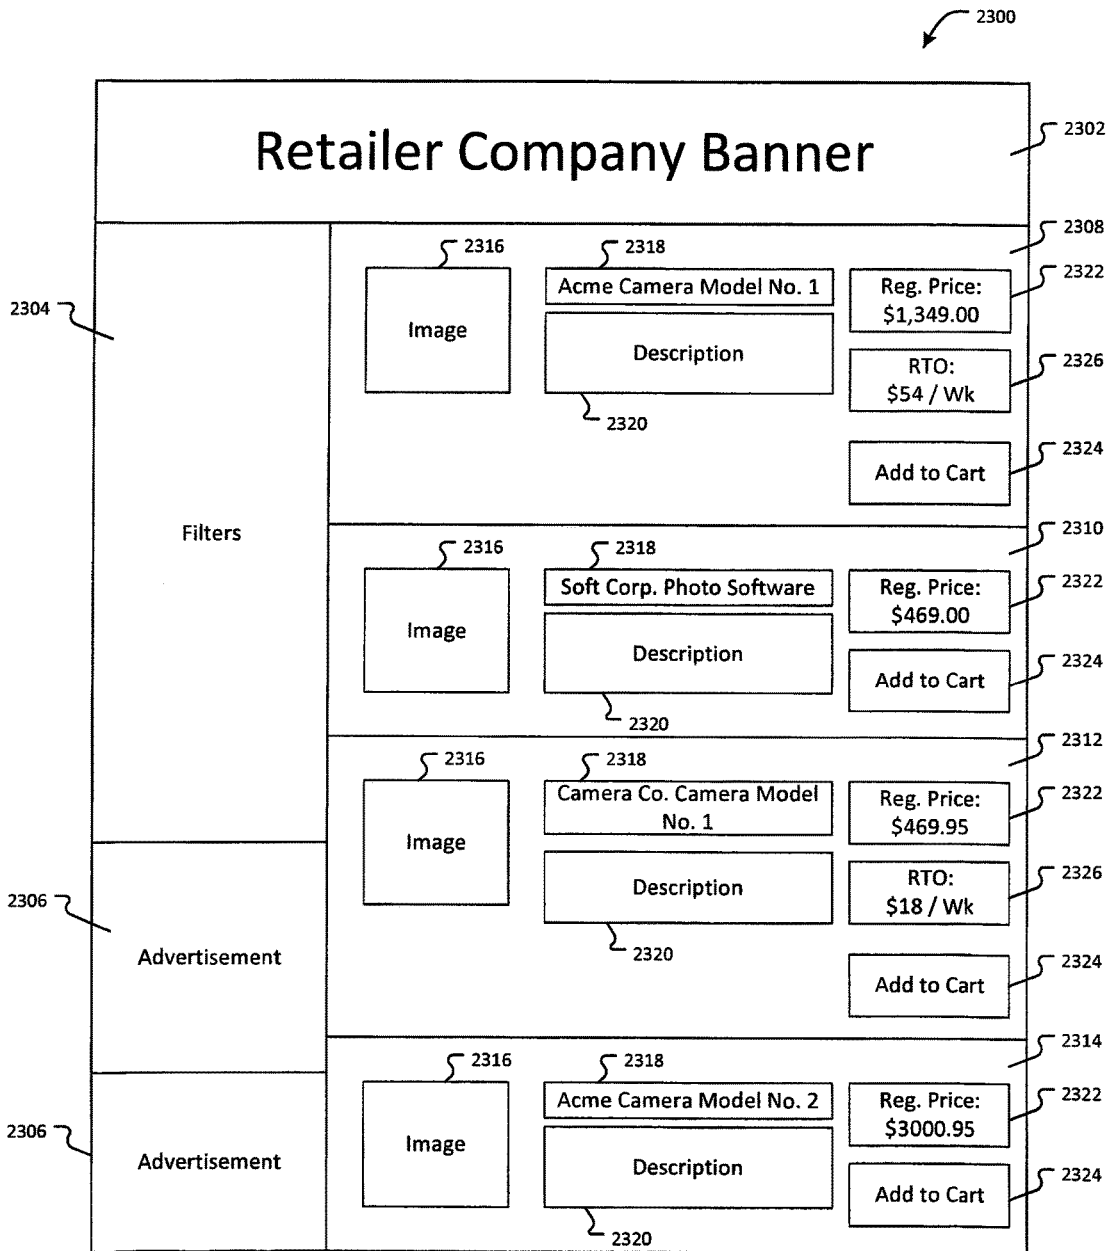 2300
Retailer Company Banner
2302
2304
Filters
2306
Advertisement
2306
Advertisement
2308
2316
Image
2318
Acme Camera Model No. 1
Description
2320
Reg. Price:
$1,349.00
2322
RTO:
$54 / Wk
2326
Add to Cart
2324
2310
2316
Image
2318
Soft Corp. Photo Software
Description
2320
Reg. Price:
$469.00
2322
Add to Cart
2324
2312
2316
Image
2318
Camera Co. Camera Model
No. 1
Description
2320
Reg. Price:
$469.95
2322
RTO:
$18 / Wk
2326
Add to Cart
2324
2314
2316
Image
2318
Acme Camera Model No. 2
Description
2320
Reg. Price:
$3000.95
2322
Add to Cart
2324